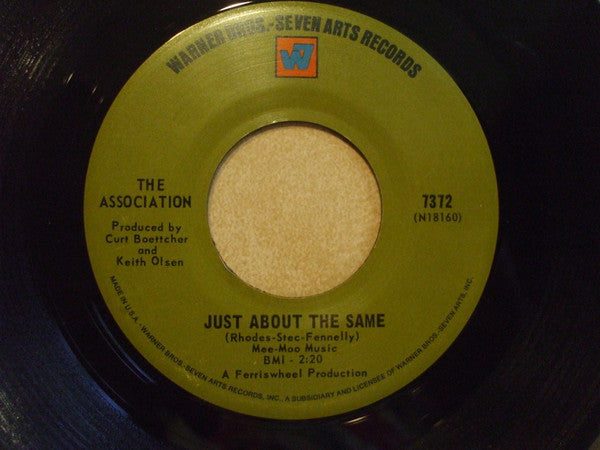 WARNER BROS.-SEVEN ARTS RECORDS
W7
THE
ASSOCIATION
Produced by
Curt Boettcher
and
Keith Olsen
7372
(N18160)
JUST ABOUT THE SAME
(Rhodes-Stec-Fennelly)
Mee-Moo Music
BMI - 2:20
A Ferriswheel Production
MADE IN U.S.A. · WARNER BROS.-SEVEN ARTS RECORDS, INC., A SUBSIDIARY AND LICENSEE OF WARNER BROS.-SEVEN ARTS, INC.